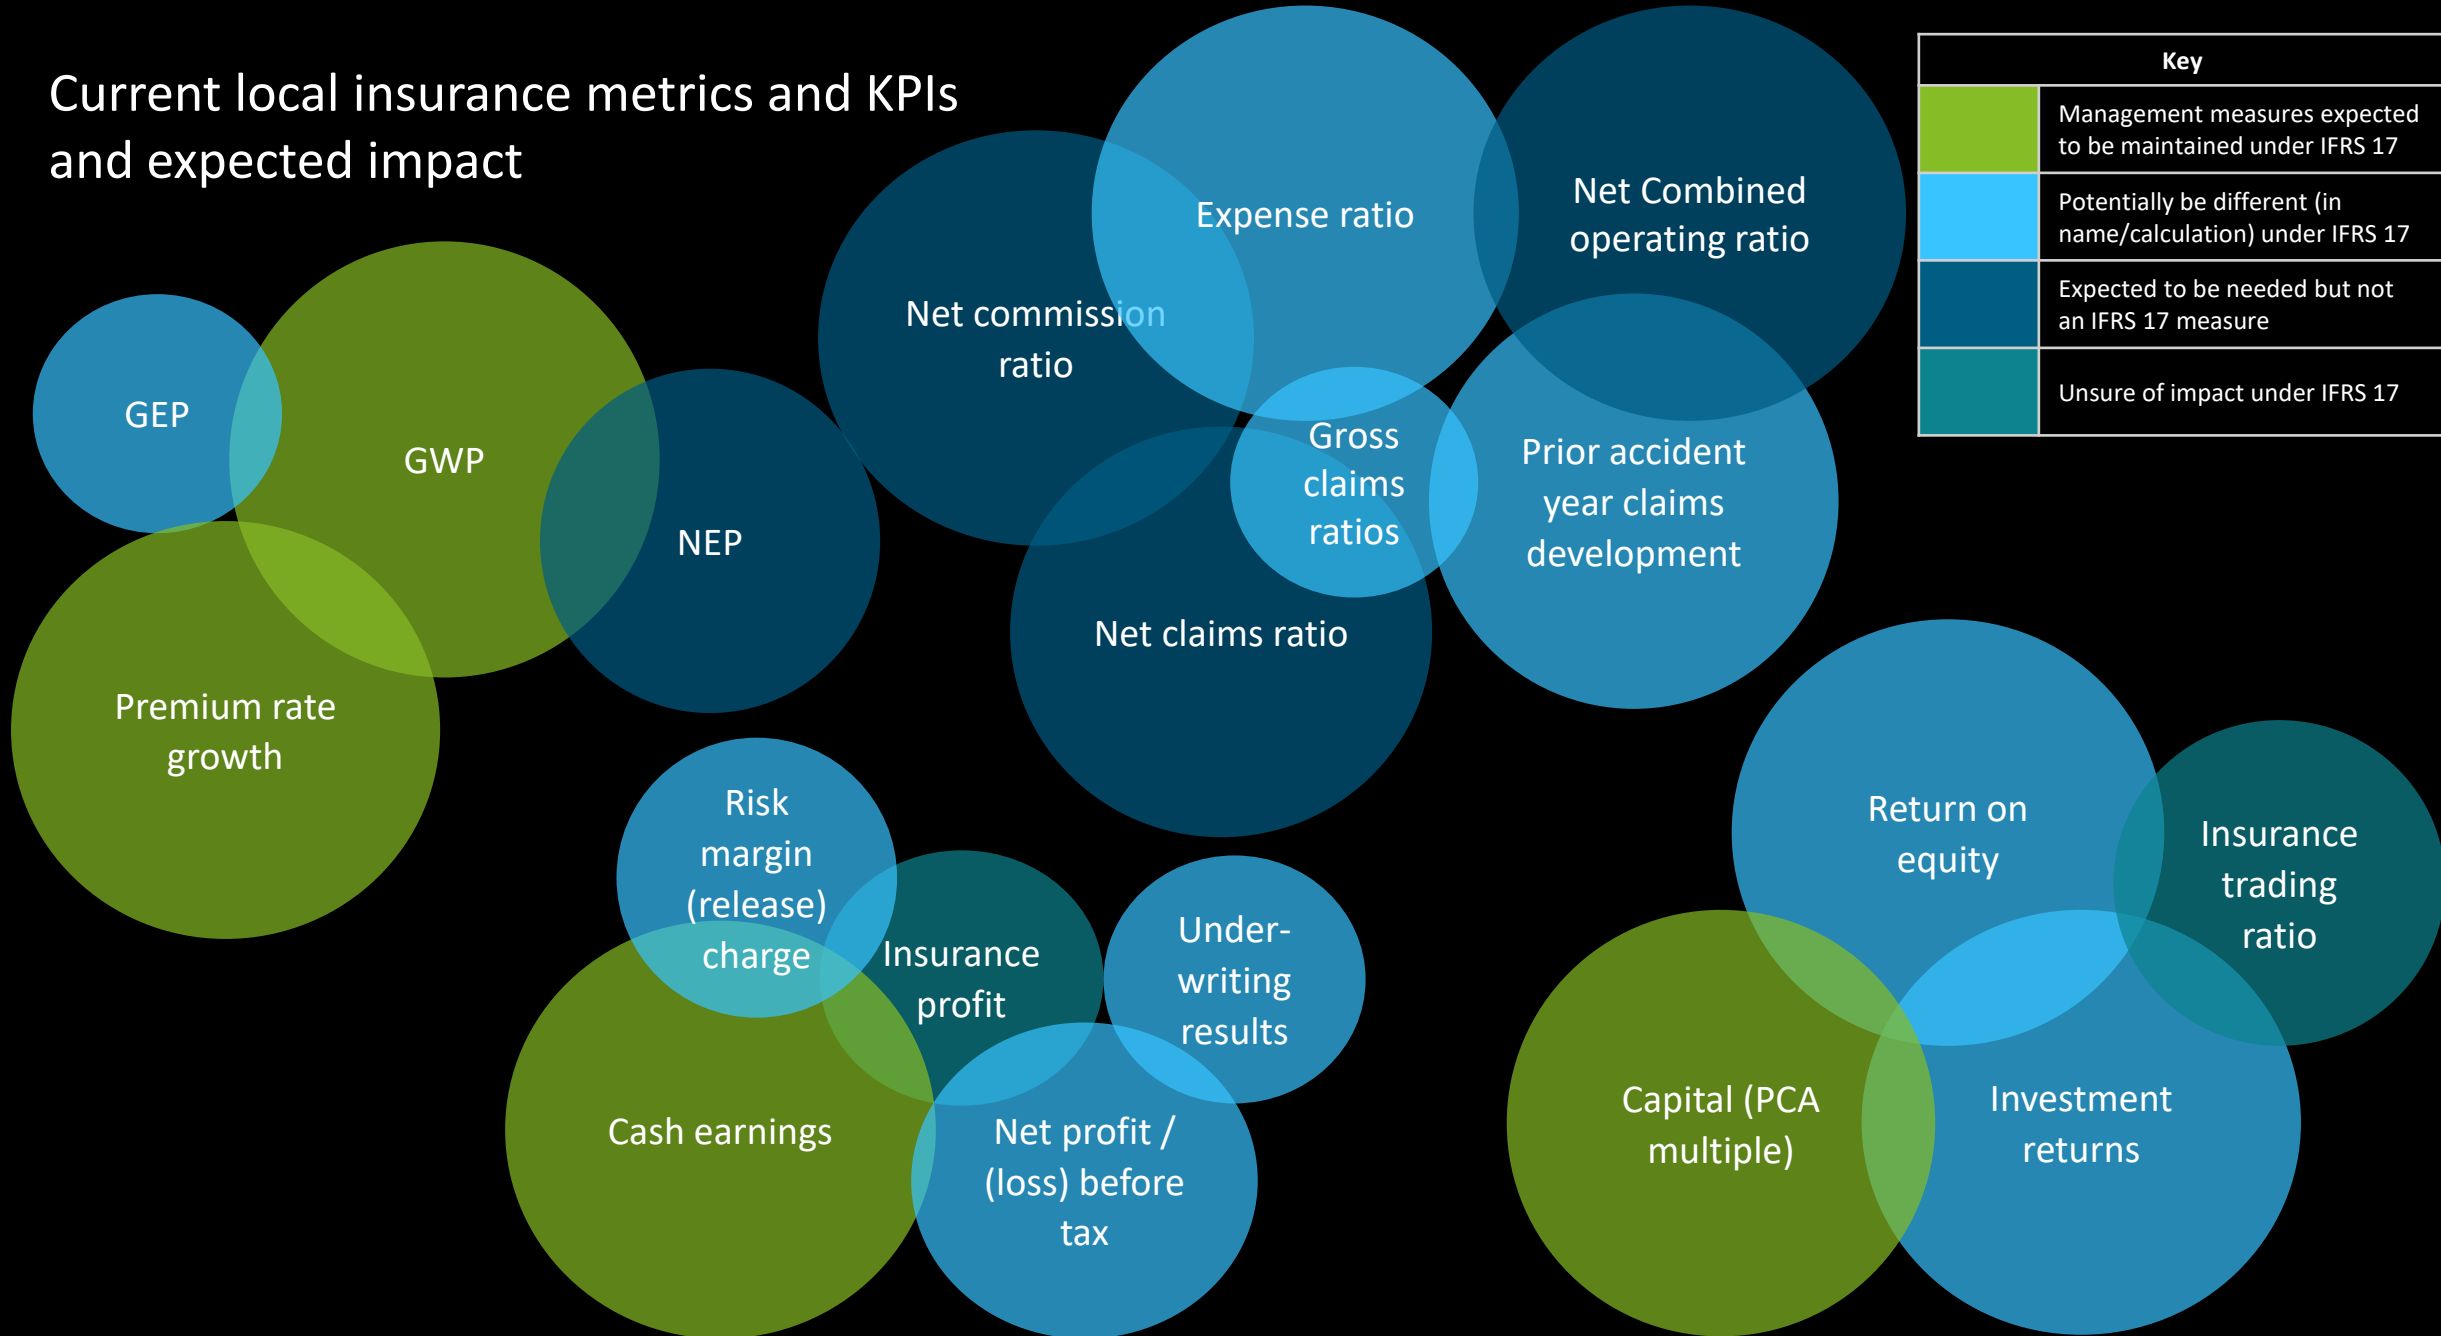 Current local insurance metrics and KPIs
and expected impact
Key
Management measures expected
to be maintained under IFRS 17
Potentially be different (in
name/calculation) under IFRS 17
Expected to be needed but not
an IFRS 17 measure
Unsure of impact under IFRS 17
GEP
GWP
NEP
Premium rate
growth
Net commission
ratio
Expense ratio
Net Combined
operating ratio
Gross
claims
ratios
Prior accident
year claims
development
Net claims ratio
Risk
margin
(release)
charge
Insurance
profit
Under-
writing
results
Cash earnings
Net profit /
(loss) before
tax
Return on
equity
Insurance
trading
ratio
Capital (PCA
multiple)
Investment
returns